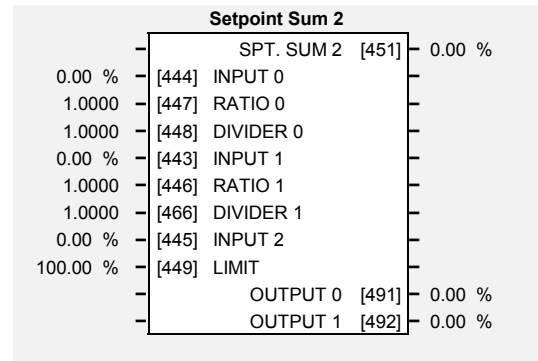 Setpoint Sum 2
SPT. SUM 2 [451] 0.00 %
0.00 % [444] INPUT 0
1.0000 [447] RATIO 0
1.0000 [448] DIVIDER 0
0.00 % [443] INPUT 1
1.0000 [446] RATIO 1
1.0000 [466] DIVIDER 1
0.00 % [445] INPUT 2
100.00 % [449] LIMIT
OUTPUT 0 [491] 0.00 %
OUTPUT 1 [492] 0.00 %